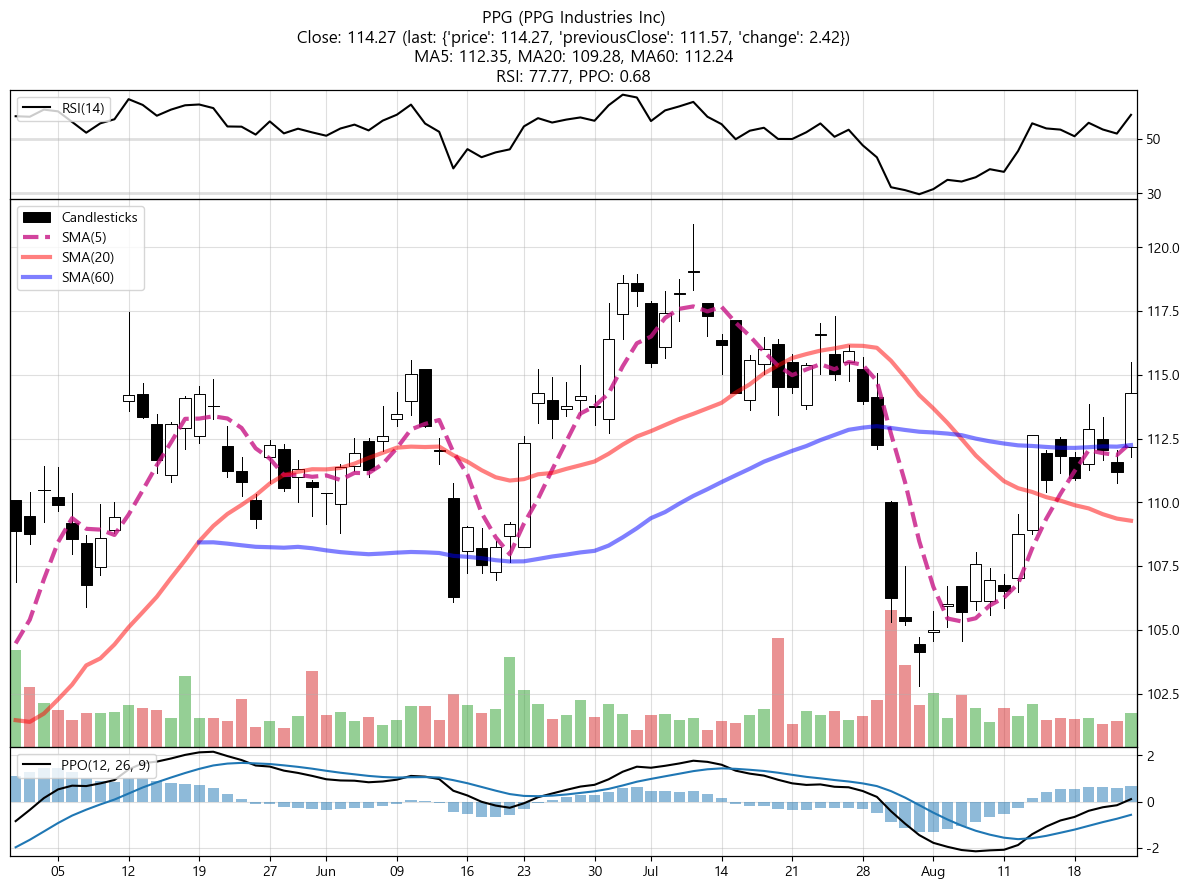 PPG (PPG Industries Inc)
Close: 114.27 (last: {'price': 114.27, 'previousClose': 111.57, 'change': 2.42})
MA5: 112.35, MA20: 109.28, MA60: 112.24
RSI: 77.77, PPO: 0.68
RSI(14)
50
30
Candlesticks
SMA(5)
SMA(20)
SMA(60)
120.0
117.5
115.0
112.5
110.0
107.5
105.0
102.5
PPO(12, 26, 9)
2
0
-2
05 12 19 27 Jun 09 16 23 30 Jul 14 21 28 Aug 11 18